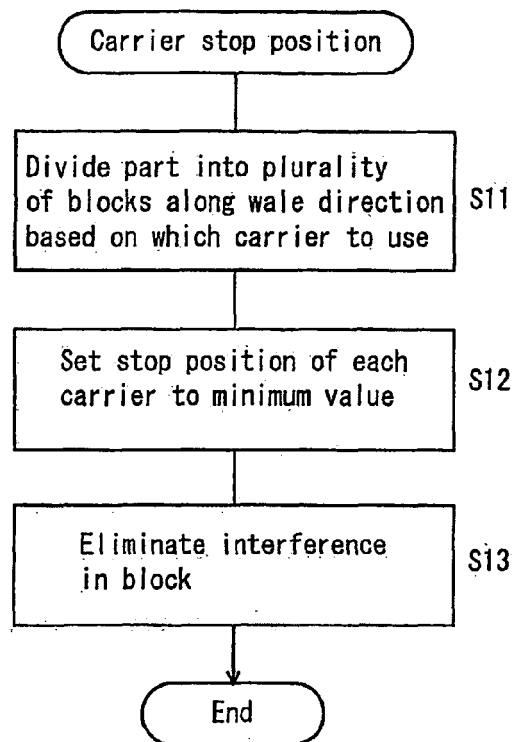 Carrier stop position
Divide part into plurality
of blocks along wale direction
based on which carrier to use
S11
Set stop position of each
carrier to minimum value
S12
Eliminate interference
in block
S13
End